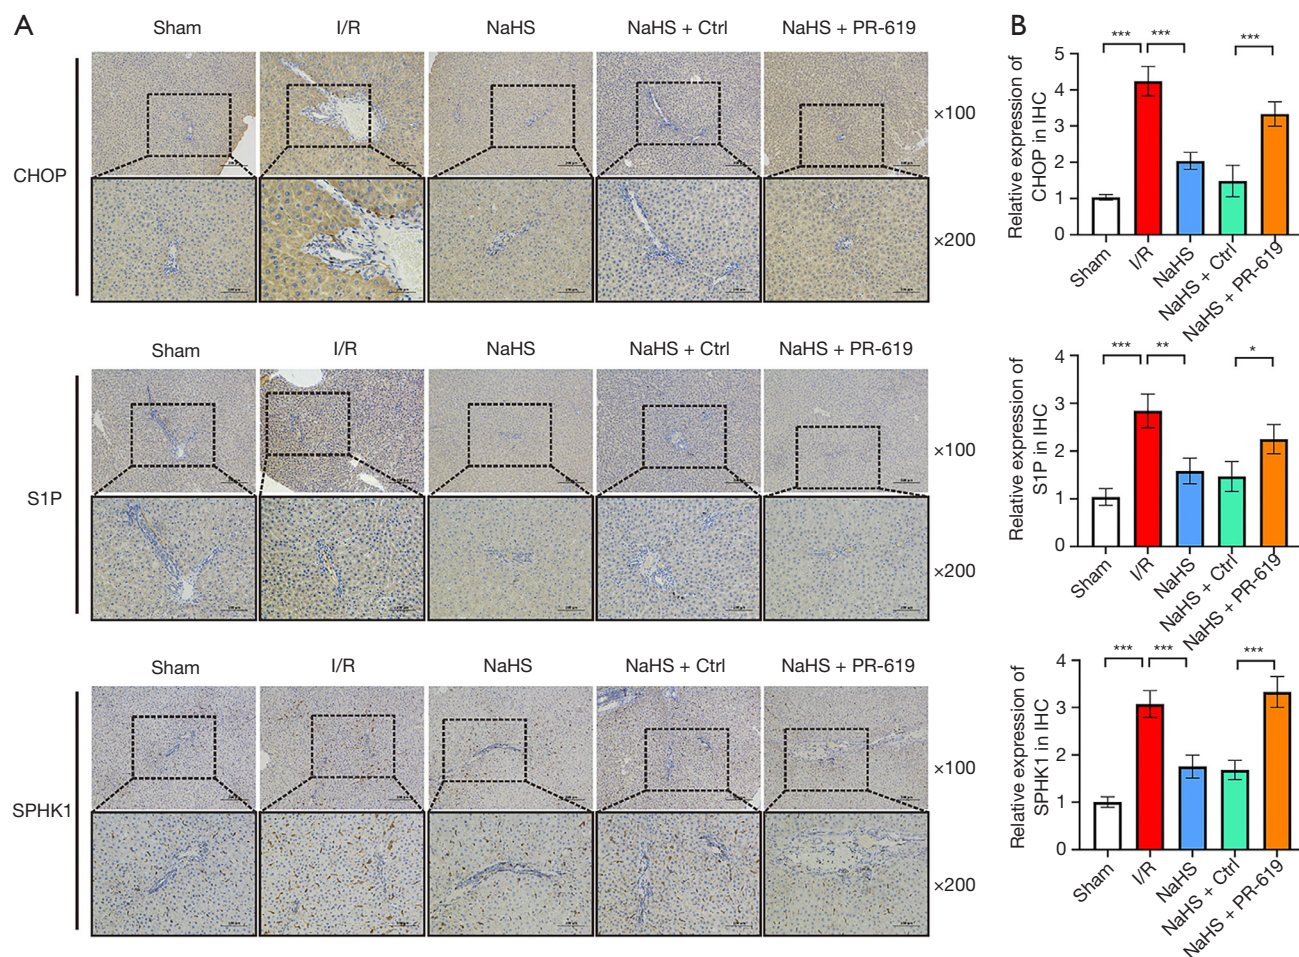 A
Sham
I/R
NaHS
NaHS + Ctrl
NaHS + PR-619
CHOP
×100
×200
Sham
I/R
NaHS
NaHS + Ctrl
NaHS + PR-619
S1P
×100
×200
Sham
I/R
NaHS
NaHS + Ctrl
NaHS + PR-619
SPHK1
×100
×200
B
Relative expression of
CHOP in IHC
5
4
3
2
1
0
***
***
***
Sham
I/R
NaHS
NaHS + Ctrl
NaHS + PR-619
Relative expression of
S1P in IHC
4
3
2
1
0
***
**
*
Sham
I/R
NaHS
NaHS + Ctrl
NaHS + PR-619
Relative expression of
SPHK1 in IHC
4
3
2
1
0
***
***
***
Sham
I/R
NaHS
NaHS + Ctrl
NaHS + PR-619